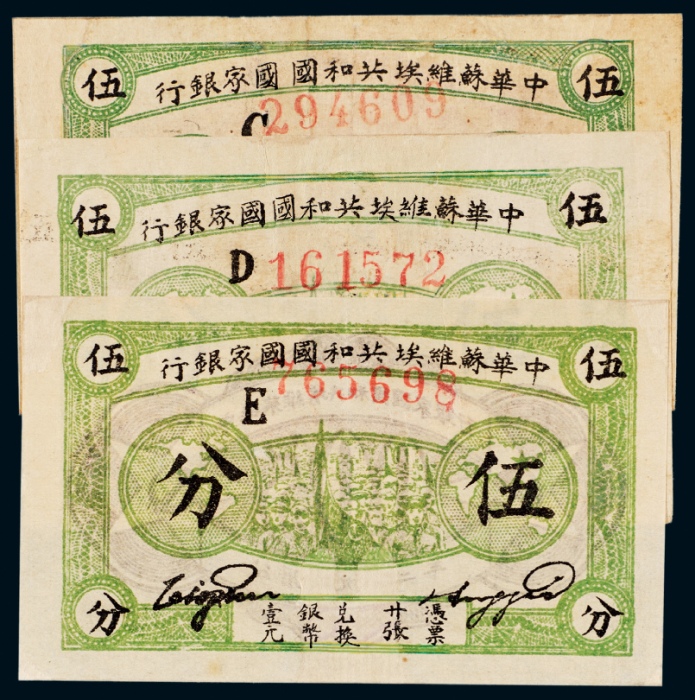 伍 中華蘇維埃共和國國家銀行 伍
C 294609
伍 中華蘇維埃共和國國家銀行 伍
D 161572
伍 中華蘇維埃共和國國家銀行 伍
E 765698
伍分
分 憑票廿張兌換銀幣壹元 分